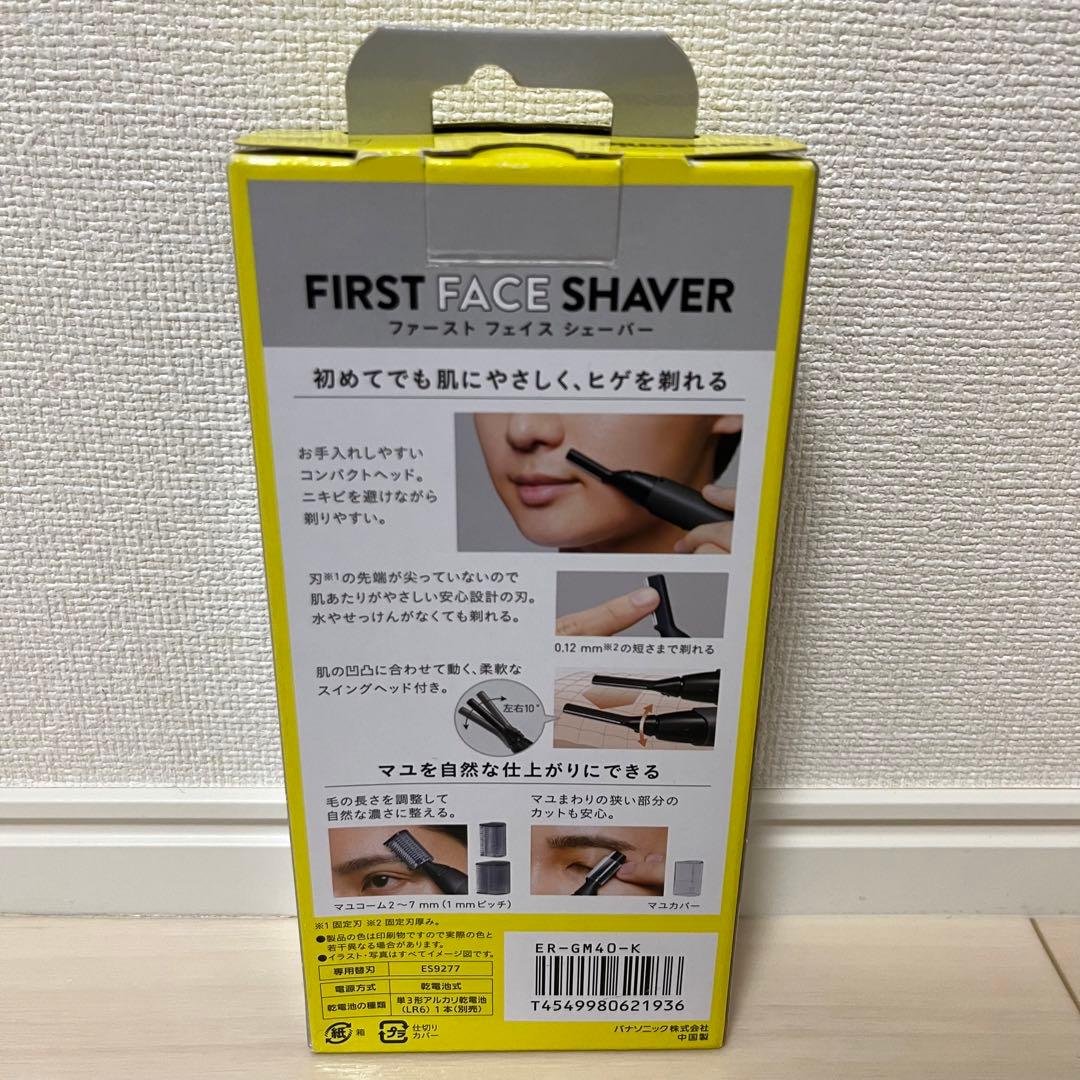 FIRST FACE SHAVER
ファースト フェイス シェーバー
初めてでも肌にやさしく、ヒゲを剃れる
お手入れしやすい
コンパクトヘッド。
ニキビを避けながら
剃りやすい。
刃※1の先端が尖っていないので
肌あたりがやさしい安心設計の刃。
水やせっけんがなくても剃れる。
0.12 mm※2の短さまで剃れる
肌の凹凸に合わせて動く、柔軟な
スイングヘッド付き。
左右10°
マユを自然な仕上がりにできる
毛の長さを調整して
自然な濃さに整える。
マユコーム2〜7 mm(1 mmピッチ)
マユまわりの狭い部分の
カットも安心。
マユカバー
※1 固定刃 ※2 固定刃厚み。
●製品の色は印刷物ですので実際の色と
若干異なる場合があります。
●イラスト・写真はすべてイメージ図です。
専用替刃 ES9277
電源方式 乾電池式
乾電池の種類 単3形アルカリ乾電池
(LR6) 1本(別売)
紙 箱
プラ 仕切り
カバー
ER-GM40-K
T4549980621936
パナソニック株式会社
中国製